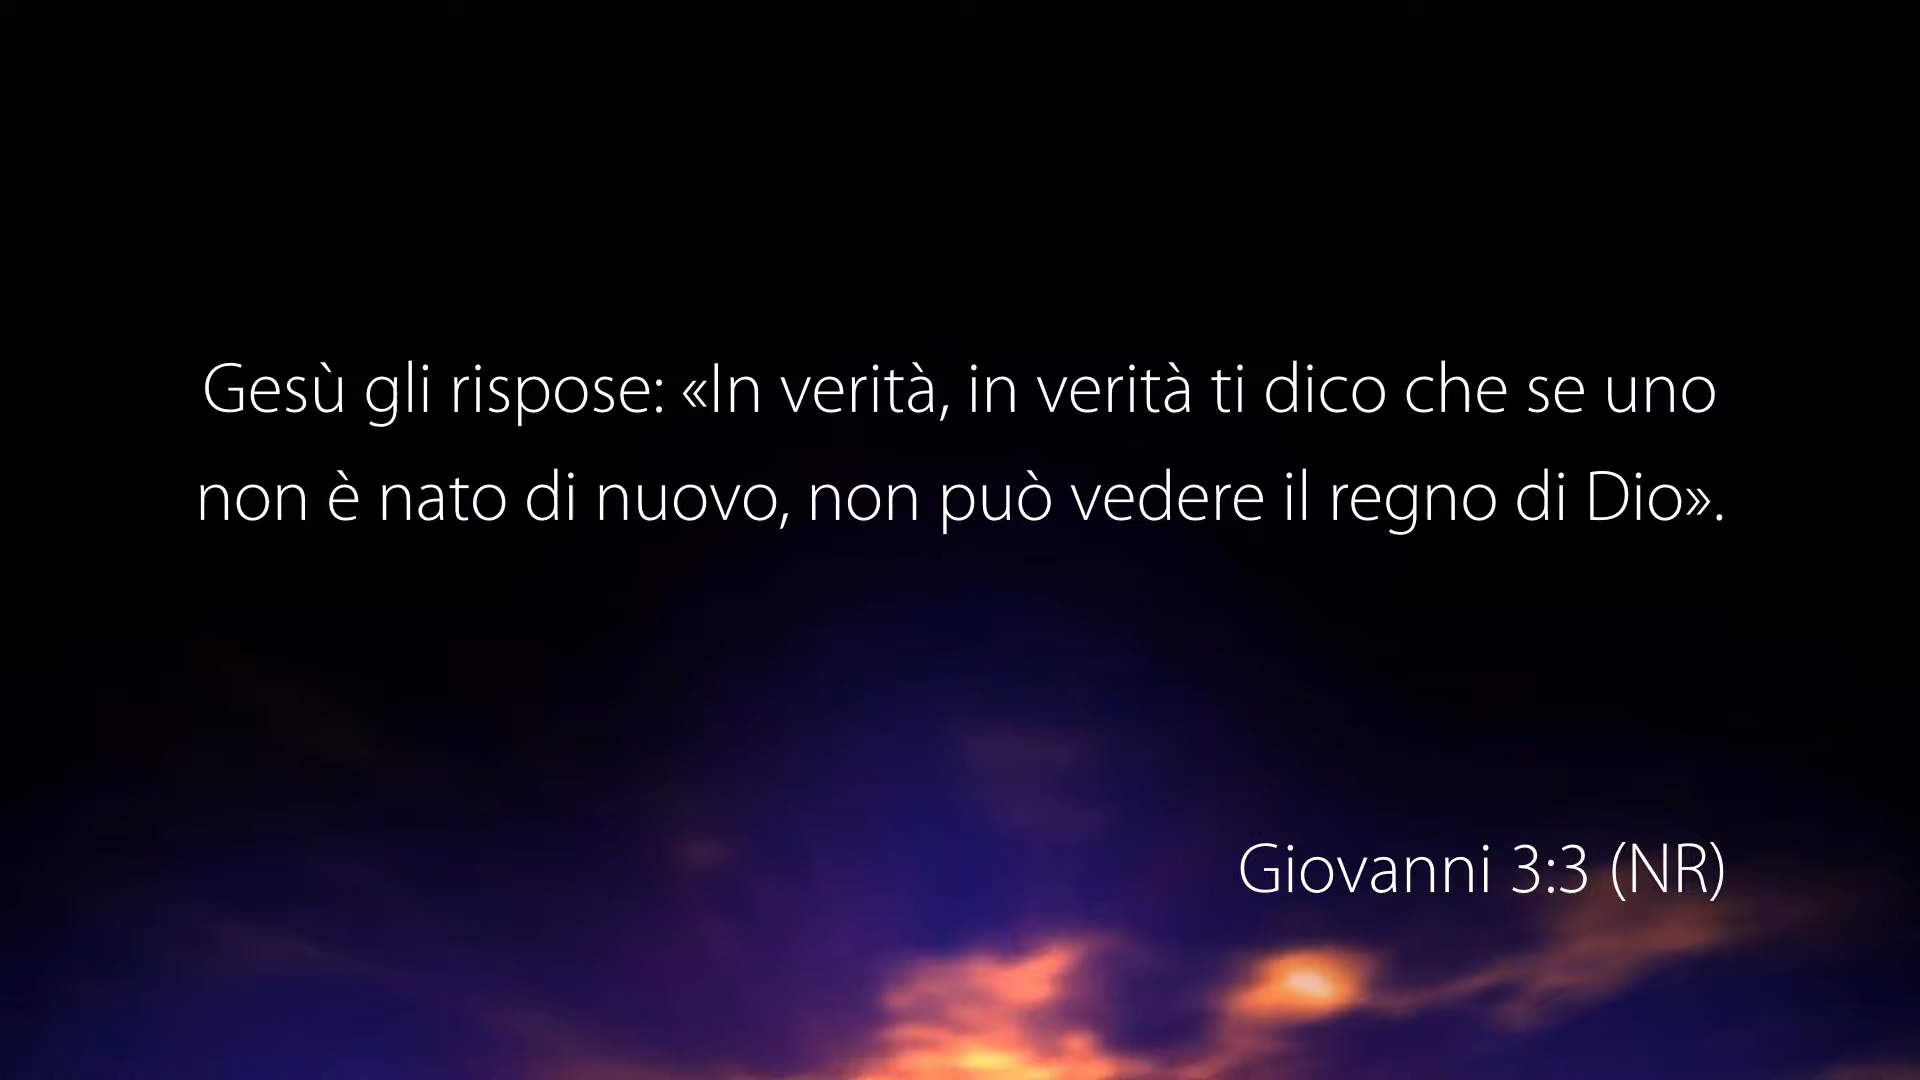 Gesù gli rispose: «In verità, in verità ti dico che se uno
non è nato di nuovo, non può vedere il regno di Dio».
Giovanni 3:3 (NR)